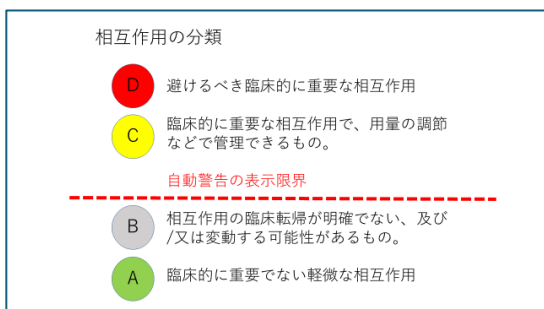 相互作用の分類
D
避けるべき臨床的に重要な相互作用
C
臨床的に重要な相互作用で、用量の調節
などで管理できるもの。
自動警告の表示限界
B
相互作用の臨床転帰が明確でない、及び
/又は変動する可能性があるもの。
A
臨床的に重要でない軽微な相互作用